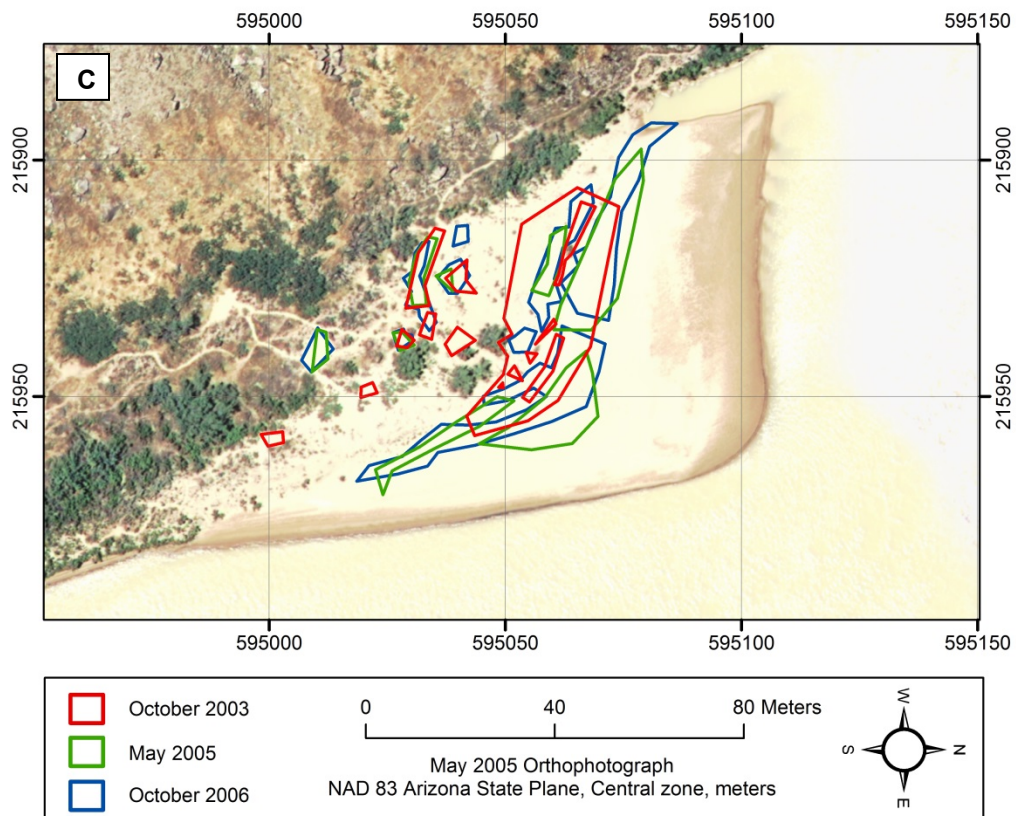 595000 595050 595100 595150
C
215900 215900
215950 215950
595000 595050 595100 595150
October 2003
May 2005
October 2006
0 40 80 Meters
May 2005 Orthophotograph
NAD 83 Arizona State Plane, Central zone, meters
W
S N
E